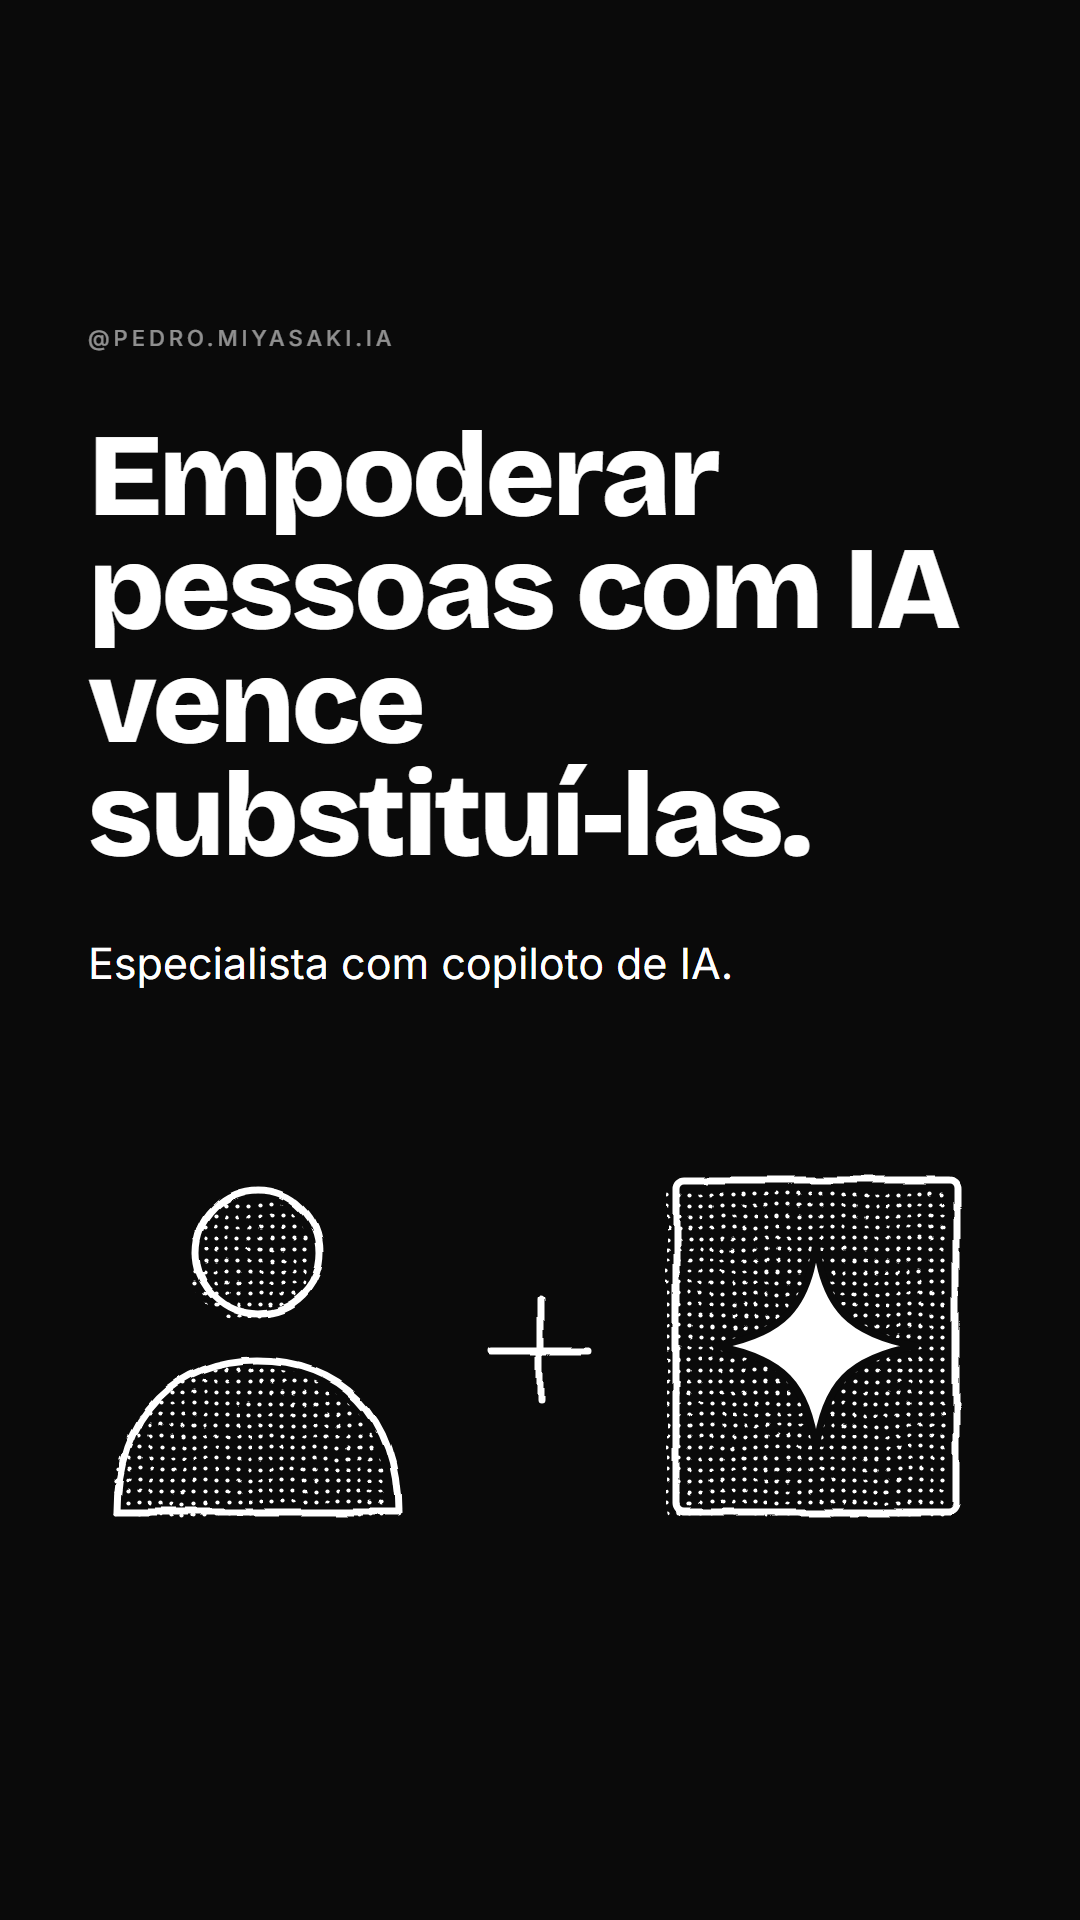 @PEDRO.MIYASAKI.IA
Empoderar
pessoas com IA
vence
substituí-las.
Especialista com copiloto de IA.